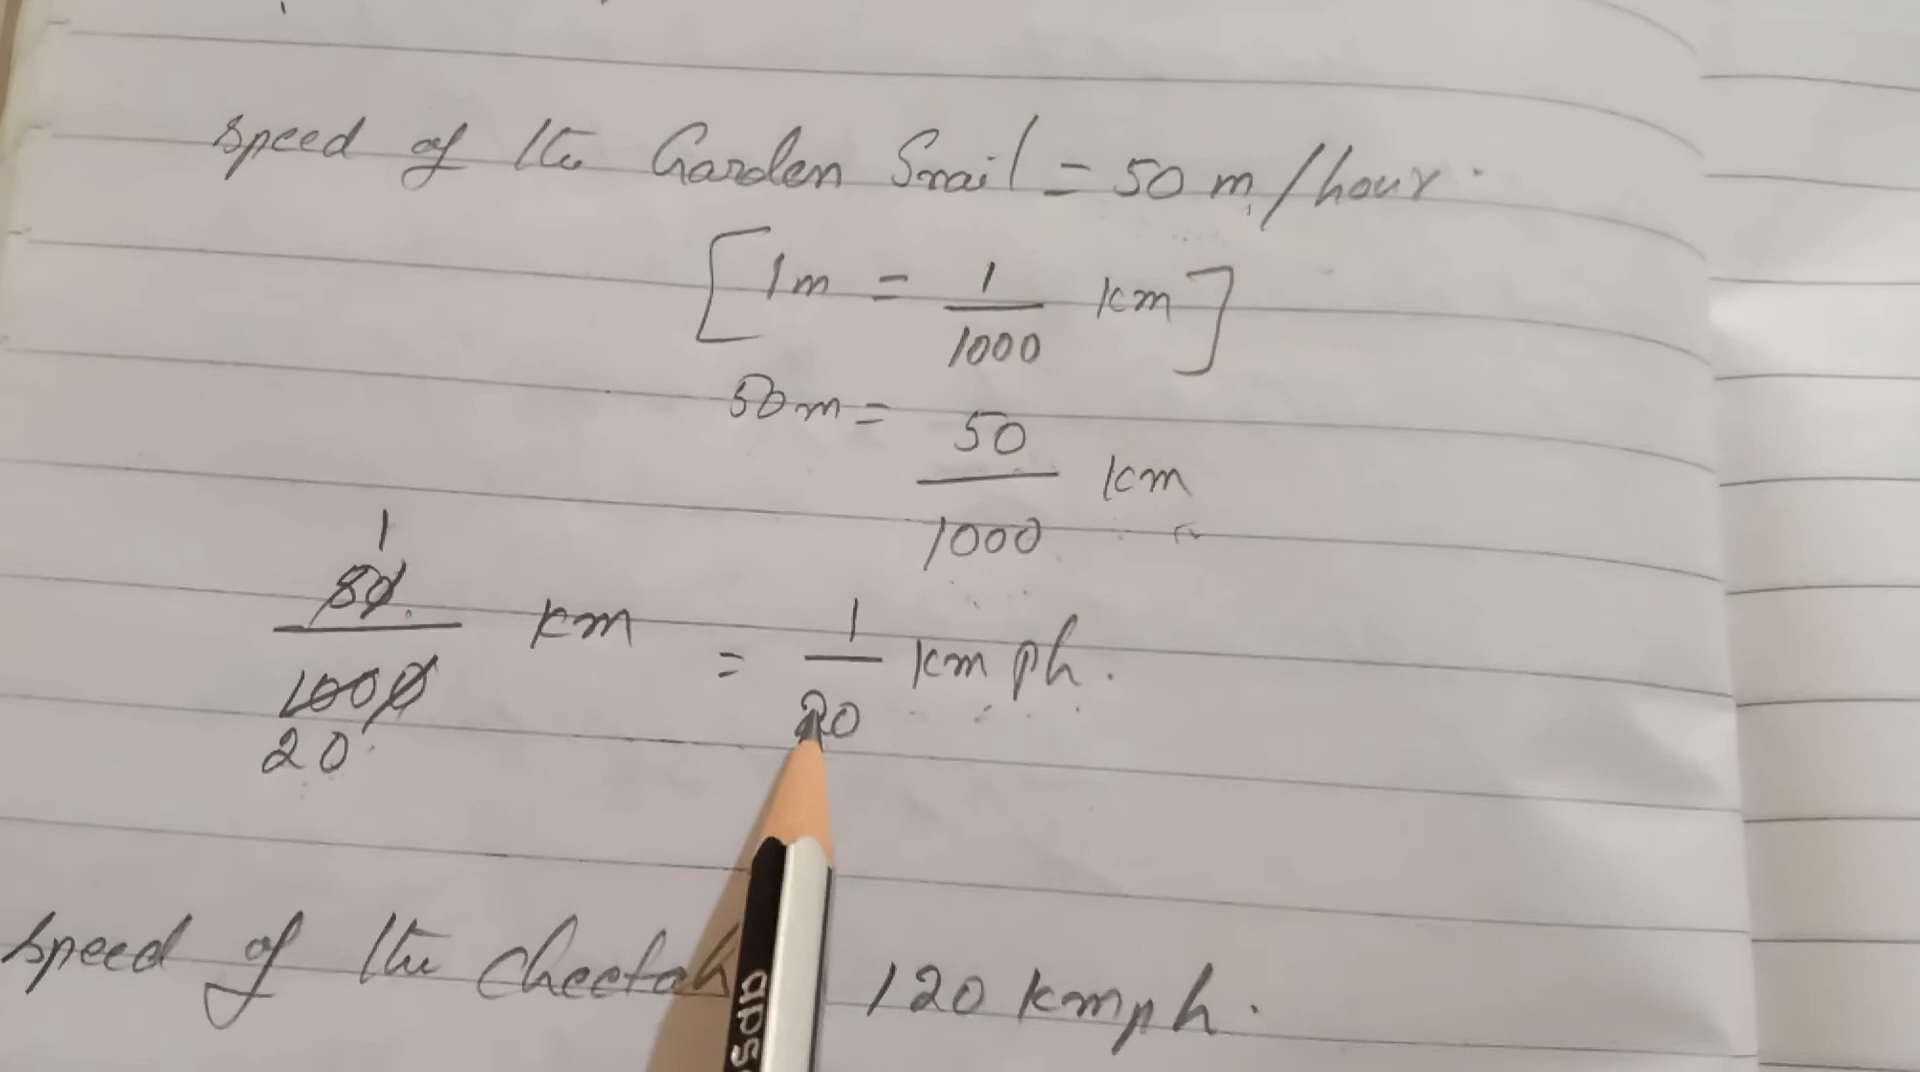 Speed of the Garden Snail = 50 m/hour.
[1m = 1/1000 km]
50m = 50/1000 km
1
50/1000 km = 1/20 kmph.
20
Speed of the Cheetah 120 kmph.
aps